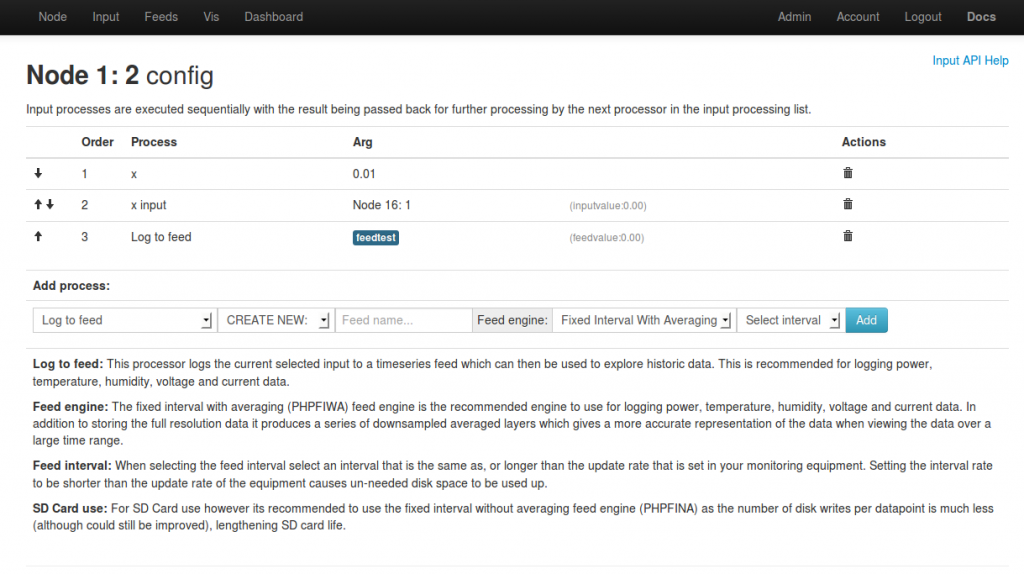 Node Input Feeds Vis Dashboard Admin Account Logout Docs
Input API Help
Node 1: 2 config
Input processes are executed sequentially with the result being passed back for further processing by the next processor in the input processing list.
Order Process Arg Actions
1 x 0.01
2 x input Node 16: 1 (inputvalue:0.00)
3 Log to feed feedtest (feedvalue:0.00)
Add process:
Log to feed CREATE NEW: Feed name... Feed engine: Fixed Interval With Averaging Select interval Add
Log to feed: This processor logs the current selected input to a timeseries feed which can then be used to explore historic data. This is recommended for logging power,
temperature, humidity, voltage and current data.
Feed engine: The fixed interval with averaging (PHPFIWA) feed engine is the recommended engine to use for logging power, temperature, humidity, voltage and current data. In
addition to storing the full resolution data it produces a series of downsampled averaged layers which gives a more accurate representation of the data when viewing the data over a
large time range.
Feed interval: When selecting the feed interval select an interval that is the same as, or longer than the update rate that is set in your monitoring equipment. Setting the interval rate
to be shorter than the update rate of the equipment causes un-needed disk space to be used up.
SD Card use: For SD Card use however its recommended to use the fixed interval without averaging feed engine (PHPFINA) as the number of disk writes per datapoint is much less
(although could still be improved), lengthening SD card life.